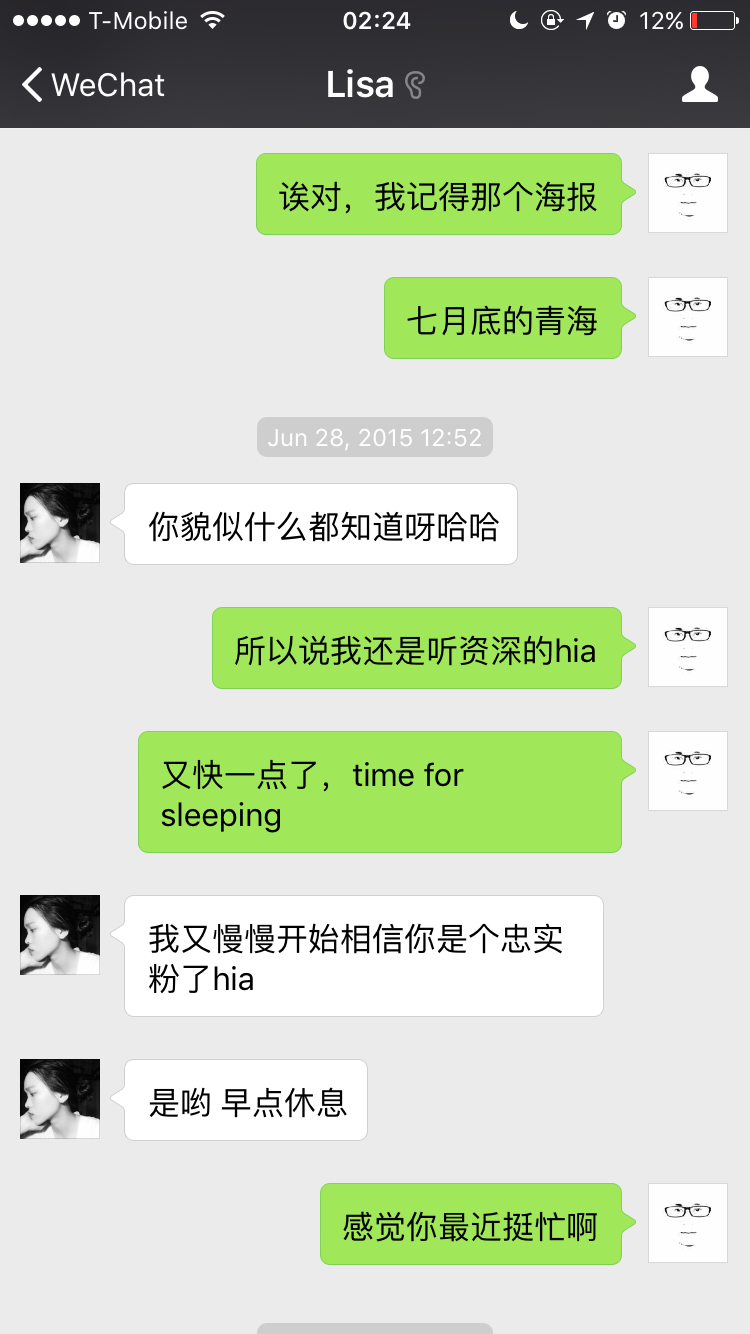 T-Mobile 02:24 12%
WeChat Lisa
诶对，我记得那个海报
七月底的青海
Jun 28, 2015 12:52
你貌似什么都知道呀哈哈
所以说我还是听资深的hia
又快一点了，time for
sleeping
我又慢慢开始相信你是个忠实
粉了hia
是哟 早点休息
感觉你最近挺忙啊